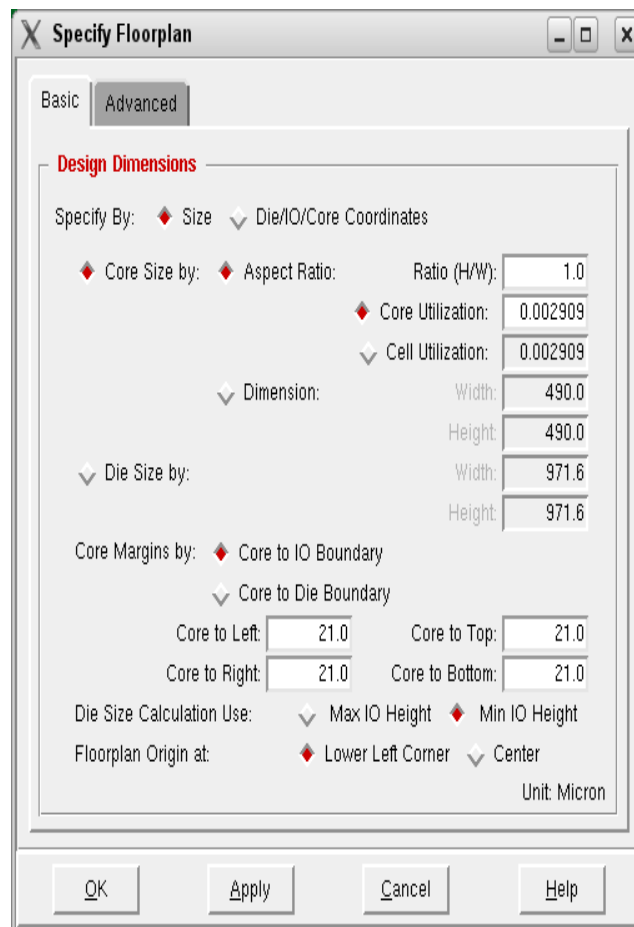 Specify Floorplan
Basic Advanced
Design Dimensions
Specify By: Size Die/IO/Core Coordinates
Core Size by: Aspect Ratio: Ratio (H/W): 1.0
Core Utilization: 0.002909
Cell Utilization: 0.002909
Dimension: Width: 490.0
Height: 490.0
Die Size by: Width: 971.6
Height: 971.6
Core Margins by: Core to IO Boundary
Core to Die Boundary
Core to Left: 21.0 Core to Top: 21.0
Core to Right: 21.0 Core to Bottom: 21.0
Die Size Calculation Use: Max IO Height Min IO Height
Floorplan Origin at: Lower Left Corner Center
Unit: Micron
OK Apply Cancel Help